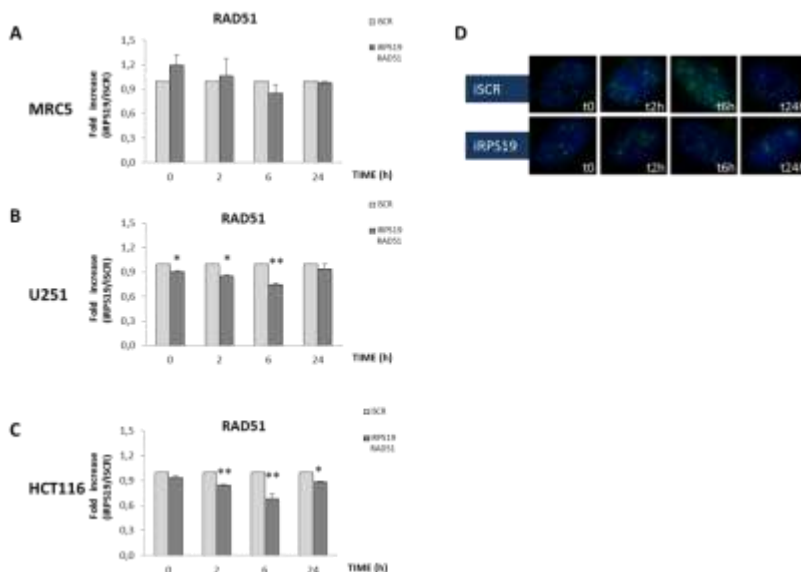 A
RAD51
iSCR
iRPS19
RAD51
MRC5
Fold increase
(iRPS19/iSCR)
1,5
1,2
0,9
0,6
0,3
0,0
0 2 6 24
TIME (h)
B
RAD51
iSCR
iRPS19
RAD51
U251
Fold increase
(iRPS19/iSCR)
1,5
1,2
0,9
0,6
0,3
0,0
* * **
0 2 6 24
TIME (h)
C
RAD51
iSCR
iRPS19
RAD51
HCT116
Fold increase
(iRPS19/iSCR)
1,5
1,2
0,9
0,6
0,3
0,0
** ** *
0 2 6 24
TIME (h)
D
iSCR
t0 t2h t6h t24h
iRPS19
t0 t2h t6h t24h